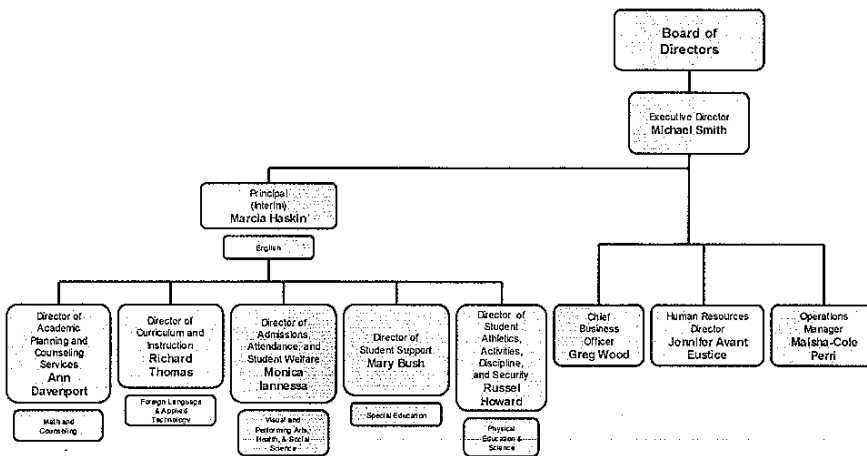 Board of
Directors
Executive Director
Michael Smith
Principal
(Interim)
Marcia Haskin
English
Director of
Academic
Planning and
Counseling
Services
Ann
Davenport
Math and
Counseling
Director of
Curriculum and
Instruction
Richard
Thomas
Foreign Language
& Applied
Technology
Director of
Admissions,
Attendance, and
Student Welfare
Monica
Iannessa
Visual and
Performing Arts,
Health, & Social
Science
Director of
Student Support
Mary Bush
Special Education
Director of
Student
Athletics,
Activities,
Discipline,
and Security
Russel
Howard
Physical
Education & Science
Chief
Business
Officer
Greg Wood
Human Resources
Director
Jennifer Avant
Eustice
Operations
Manager
Maisha-Cole
Perri